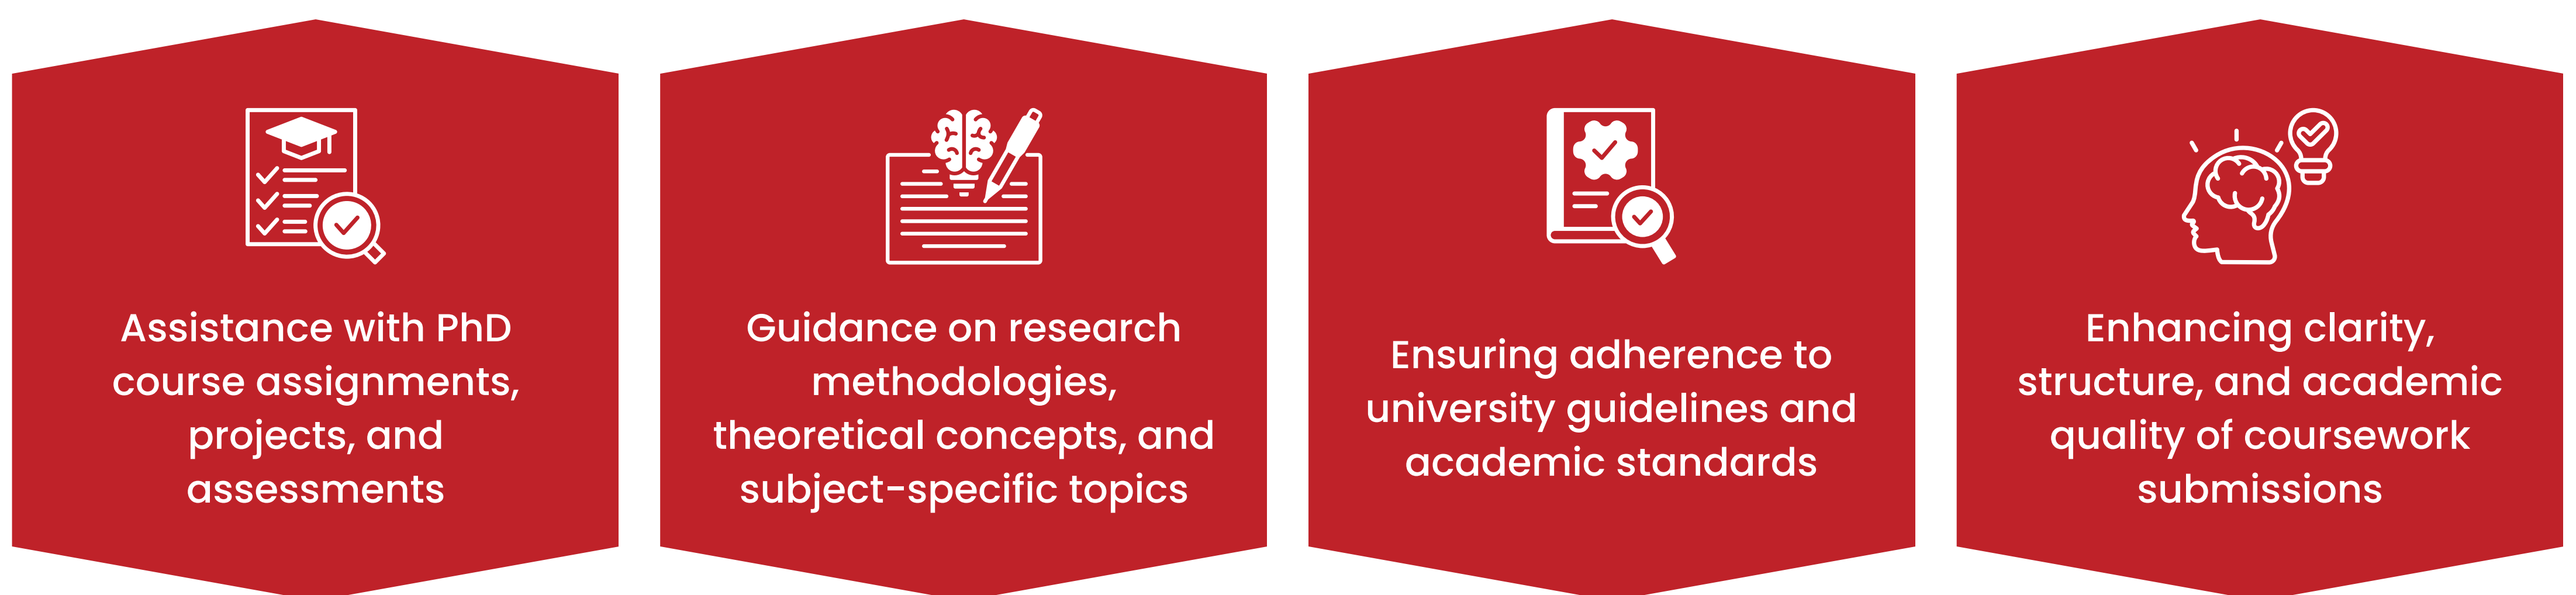 Assistance with PhD
course assignments,
projects, and
assessments
Guidance on research
methodologies,
theoretical concepts, and
subject-specific topics
Ensuring adherence to
university guidelines and
academic standards
Enhancing clarity,
structure, and academic
quality of coursework
submissions